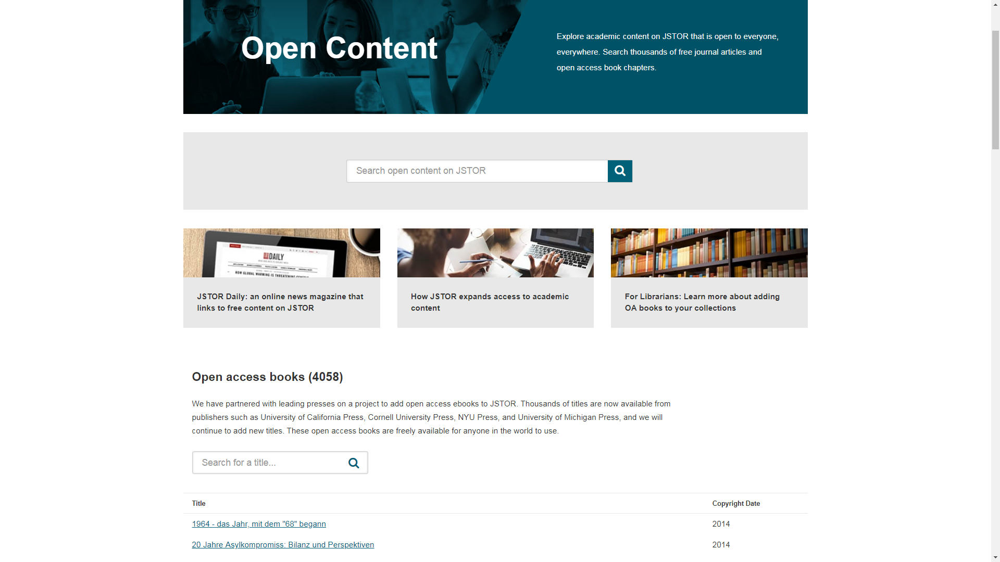 Open Content
Explore academic content on JSTOR that is open to everyone,
everywhere. Search thousands of free journal articles and
open access book chapters.
Search open content on JSTOR
DAILY
HOW GLOBAL WARMING IS THREATENING GENETIC
JSTOR Daily: an online news magazine that
links to free content on JSTOR
How JSTOR expands access to academic
content
For Librarians: Learn more about adding
OA books to your collections
Open access books (4058)
We have partnered with leading presses on a project to add open access ebooks to JSTOR. Thousands of titles are now available from
publishers such as University of California Press, Cornell University Press, NYU Press, and University of Michigan Press, and we will
continue to add new titles. These open access books are freely available for anyone in the world to use.
Search for a title...
Title Copyright Date
1964 - das Jahr, mit dem "68" begann 2014
20 Jahre Asylkompromiss: Bilanz und Perspektiven 2014